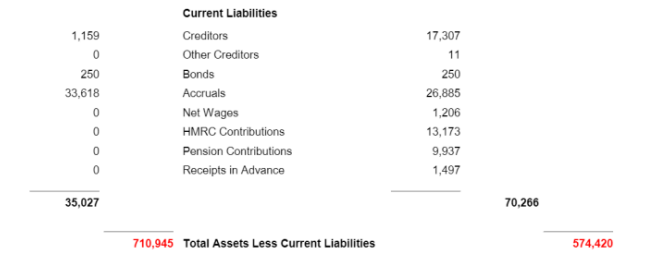 Current Liabilities
1,159 Creditors 17,307
0 Other Creditors 11
250 Bonds 250
33,618 Accruals 26,885
0 Net Wages 1,206
0 HMRC Contributions 13,173
0 Pension Contributions 9,937
0 Receipts in Advance 1,497
35,027 70,266
710,945 Total Assets Less Current Liabilities 574,420